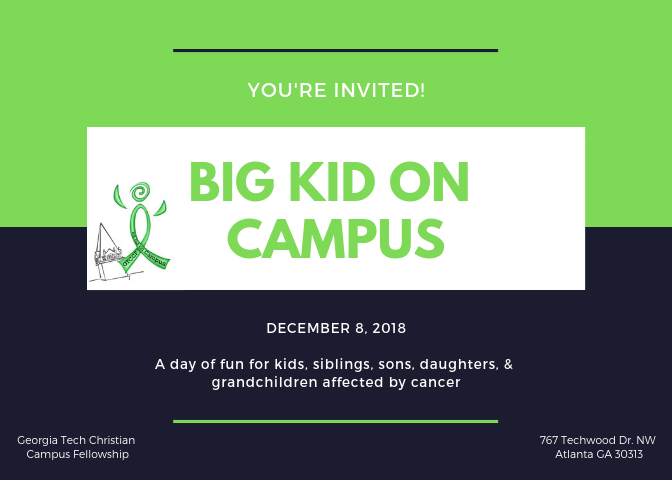 YOU'RE INVITED!
BIG KID ON
CAMPUS
DECEMBER 8, 2018
A day of fun for kids, siblings, sons, daughters, &
grandchildren affected by cancer
Georgia Tech Christian
Campus Fellowship
767 Techwood Dr. NW
Atlanta GA 30313